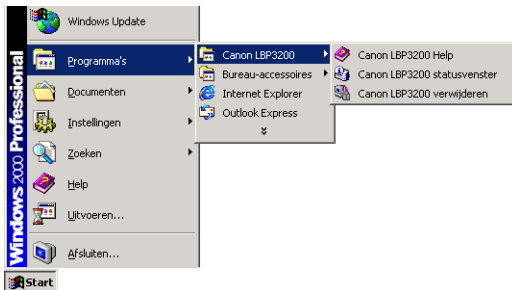 Windows Update
Programma's
Documenten
Instellingen
Zoeken
Help
Uitvoeren...
Afsluiten...
Windows 2000 Professional
Start
Canon LBP3200
Bureau-accessoires
Internet Explorer
Outlook Express
Canon LBP3200 Help
Canon LBP3200 statusvenster
Canon LBP3200 verwijderen